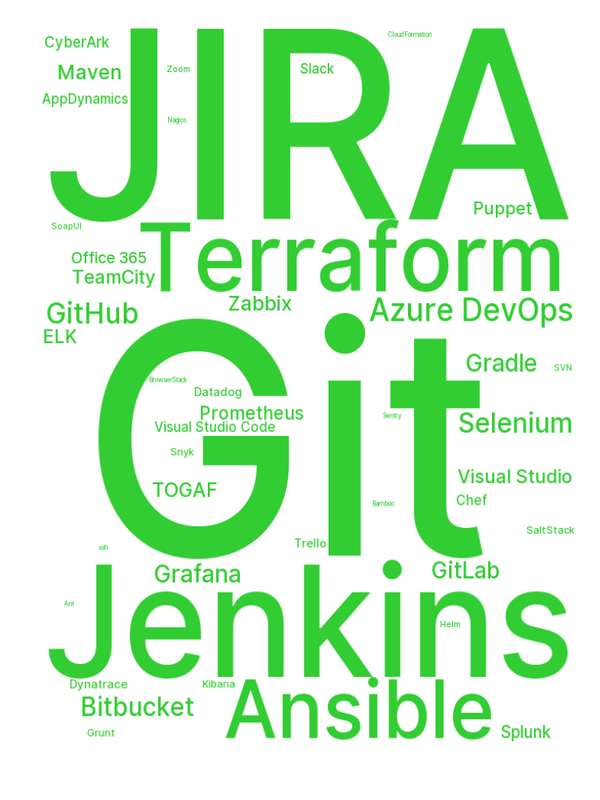 JIRA
CyberArk
CloudFormation
Maven
Zoom
Slack
AppDynamics
Nagios
Puppet
SoapUI
Terraform
Office 365
TeamCity
Zabbix
Azure DevOps
GitHub
ELK
Git
Gradle
SVN
BrowserStack
Datadog
Prometheus
Sentry
Selenium
Visual Studio Code
Snyk
Visual Studio
TOGAF
Chef
Bamboo
SaltStack
Trello
ssh
Grafana
GitLab
Jenkins
Ant
Helm
Dynatrace
Kibana
Ansible
Bitbucket
Grunt
Splunk